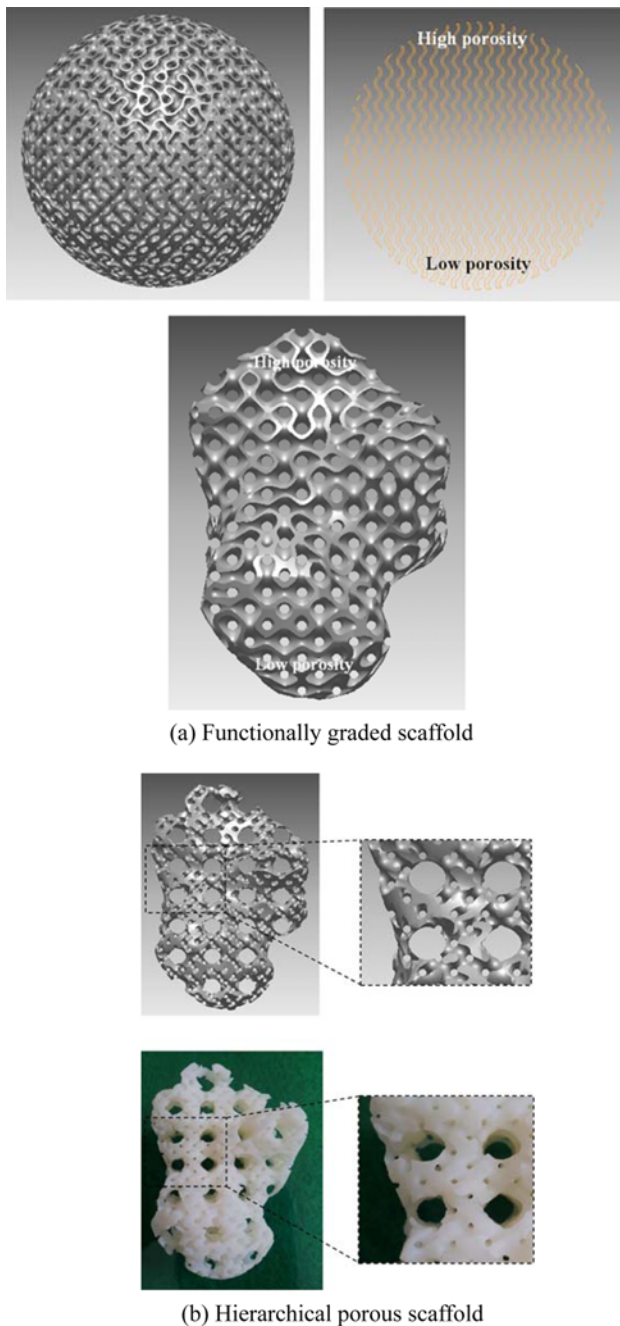 High porosity
Low porosity
High porosity
Low porosity
(a) Functionally graded scaffold
(b) Hierarchical porous scaffold